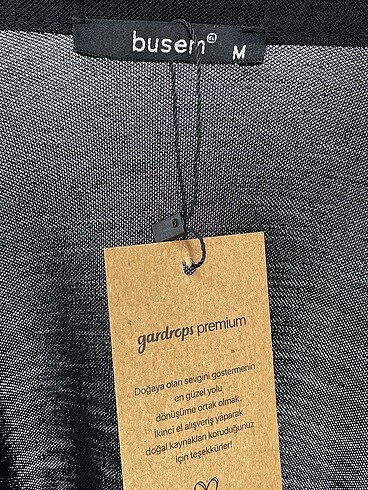 busem® M
gardrops premium
Doğaya olan sevgini göstermenin
en güzel yolu
dönüşüme ortak olmak.
İkinci el alışveriş yaparak
doğal kaynakları koruduğunuz
için teşekkürler!